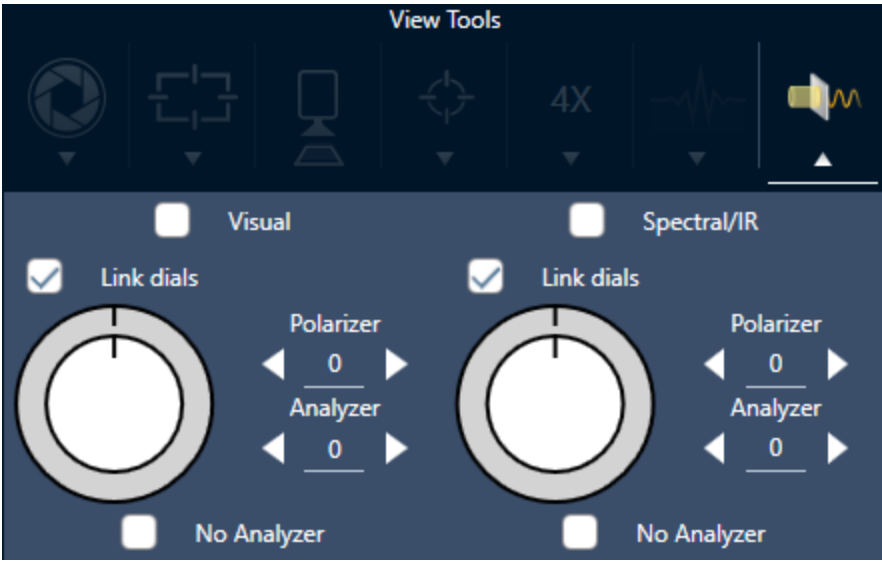 View Tools
4X
Visual
Spectral/IR
Link dials
Link dials
Polarizer
0
Analyzer
0
Polarizer
0
Analyzer
0
No Analyzer
No Analyzer